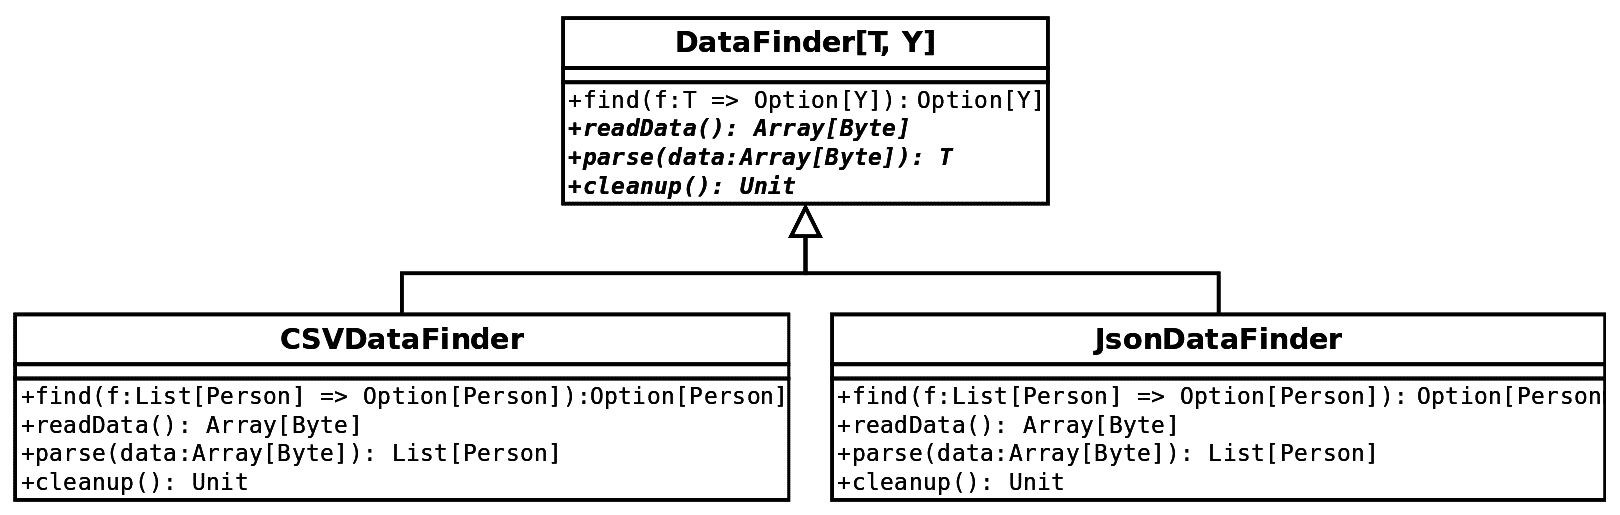 DataFinder[T, Y]
+find(f:T => Option[Y]): Option[Y]
+readData(): Array[Byte]
+parse(data:Array[Byte]): T
+cleanup(): Unit
CSVDataFinder
+find(f:List[Person] => Option[Person]):Option[Person]
+readData(): Array[Byte]
+parse(data:Array[Byte]): List[Person]
+cleanup(): Unit
JsonDataFinder
+find(f:List[Person] => Option[Person]): Option[Person
+readData(): Array[Byte]
+parse(data:Array[Byte]): List[Person]
+cleanup(): Unit